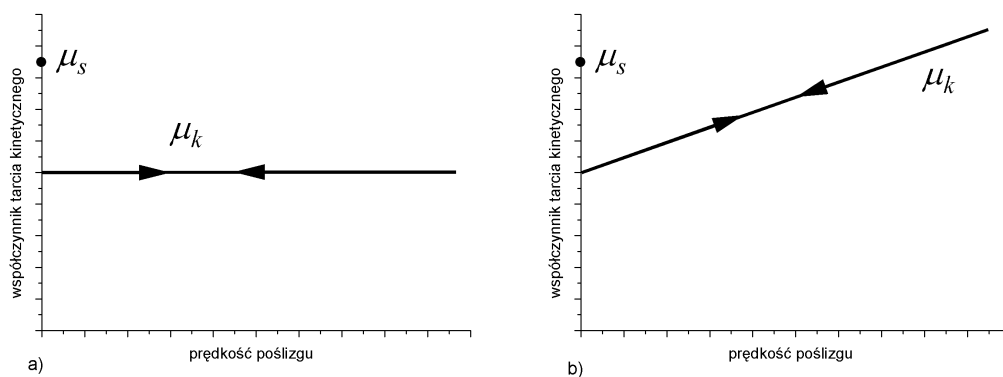 współczynnik tarcia kinetycznego
μs
μk
prędkość poślizgu
a)
współczynnik tarcia kinetycznego
μs
μk
prędkość poślizgu
b)